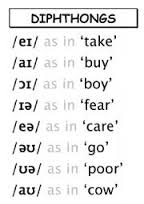 DIPHTHONGS
/eɪ/ as in ‘take’
/aɪ/ as in ‘buy’
/ɔɪ/ as in ‘boy’
/ɪə/ as in ‘fear’
/eə/ as in ‘care’
/əʊ/ as in ‘go’
/ʊə/ as in ‘poor’
/aʊ/ as in ‘cow’